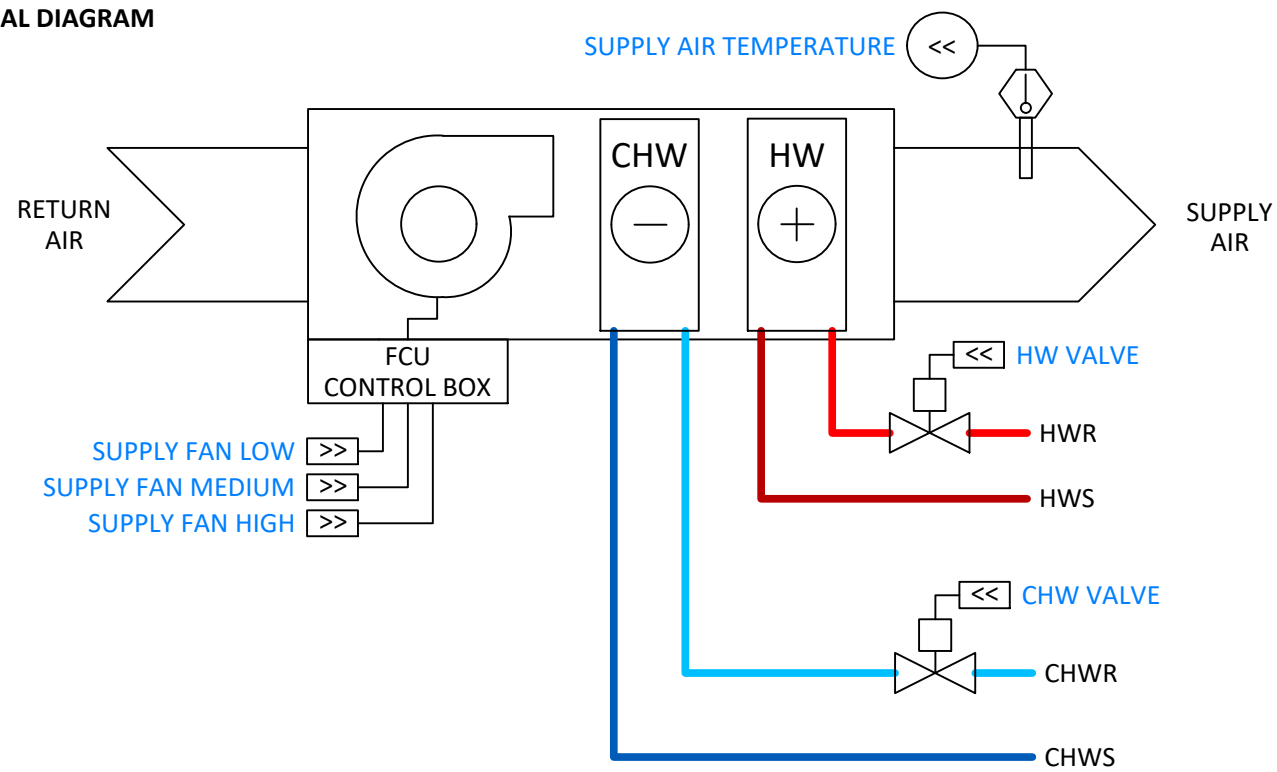 AL DIAGRAM
SUPPLY AIR TEMPERATURE
<<
CHW
HW
RETURN
AIR
SUPPLY
AIR
FCU
CONTROL BOX
<< HW VALVE
HWR
SUPPLY FAN LOW >>
SUPPLY FAN MEDIUM >>
HWS
SUPPLY FAN HIGH >>
<< CHW VALVE
CHWR
CHWS